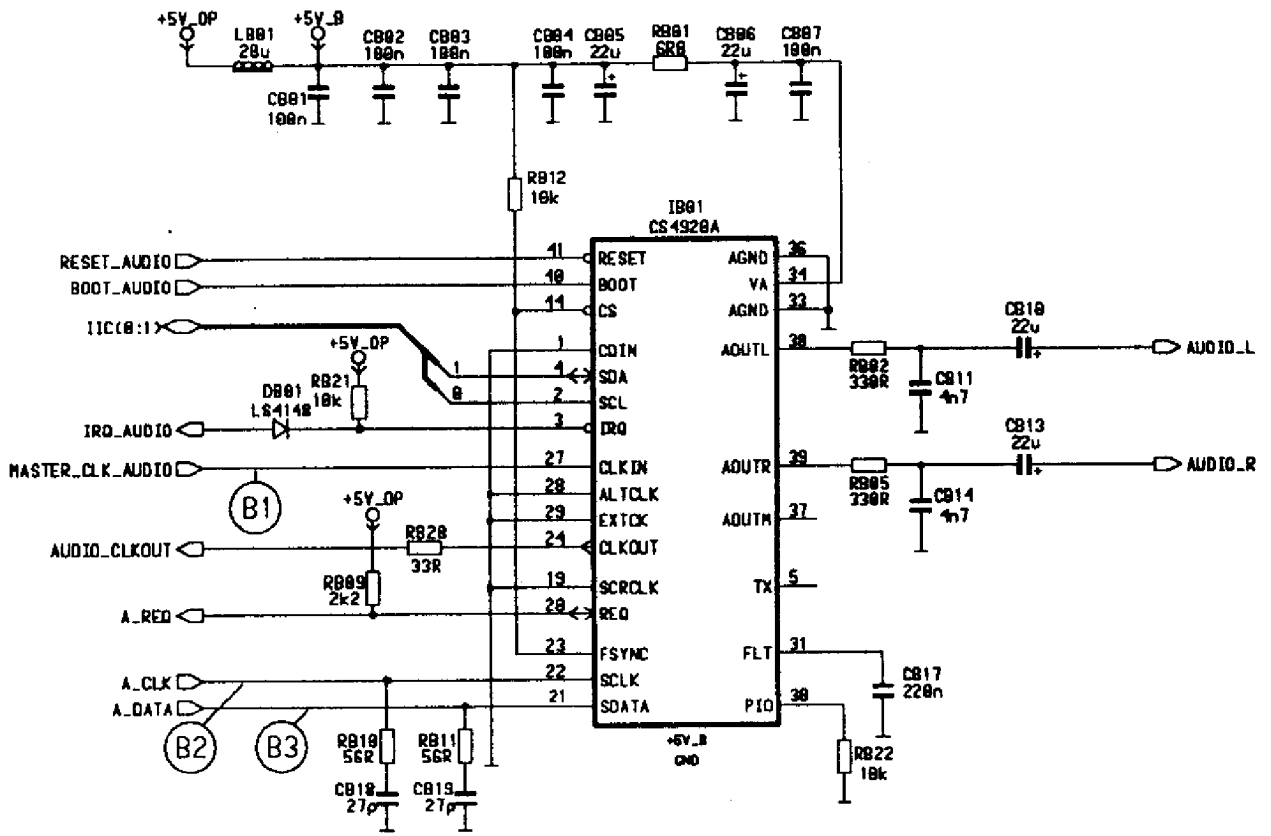 +5V_OP
+5V_B
LB01
20u
CB01
100n
CB02
100n
CB03
100n
CB04
100n
CB05
22u
+
RB01
6R8
CB06
22u
+
CB07
100n
RB12
10k
IB01
CS4920A
RESET_AUDIO
41
RESET
BOOT_AUDIO
40
BOOT
14
CS
IIC(0:1)
1
CDIN
1
4
SDA
0
2
SCL
+5V_OP
DB01
LS4148
RB21
10k
IRQ_AUDIO
3
IRQ
MASTER_CLK_AUDIO
27
CLKIN
B1
28
ALTCLK
29
EXTCK
+5V_OP
AUDIO_CLKOUT
RB28
33R
24
CLKOUT
RB09
2k2
19
SCRCLK
A_REQ
20
REQ
23
FSYNC
A_CLK
22
SCLK
A_DATA
21
SDATA
B2
B3
RB10
56R
RB11
56R
CB18
27p
CB19
27p
+5V_B
GND
AGND
36
VA
34
AGND
33
AOUTL
38
RB02
330R
CB11
4n7
CB10
22u
+
AUDIO_L
AOUTR
39
RB05
330R
CB14
4n7
CB13
22u
+
AUDIO_R
AOUTM
37
TX
5
FLT
31
CB17
220n
PIO
30
RB22
10k